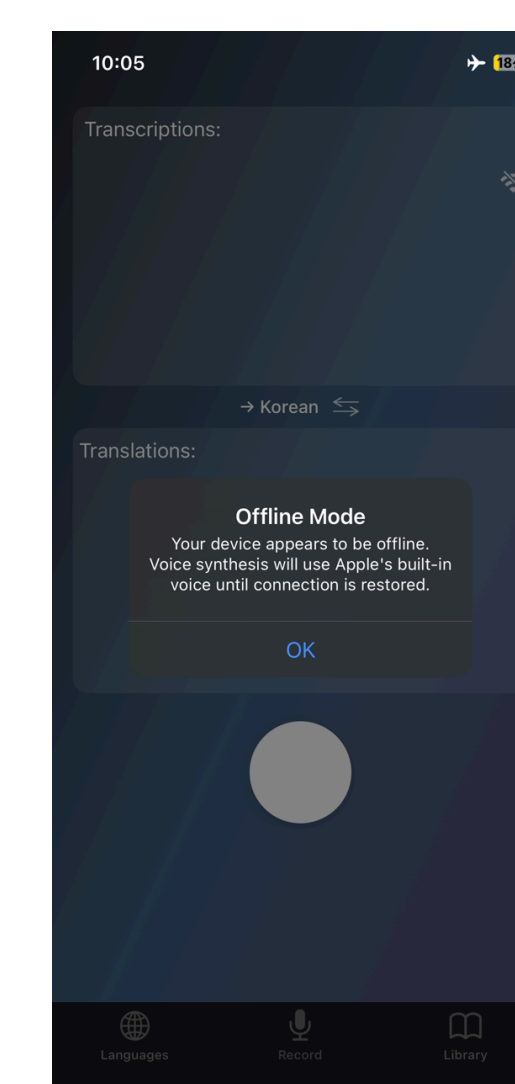 10:05
18
Transcriptions:
→ Korean
Translations:
Offline Mode
Your device appears to be offline.
Voice synthesis will use Apple's built-in
voice until connection is restored.
OK
Languages
Record
Library